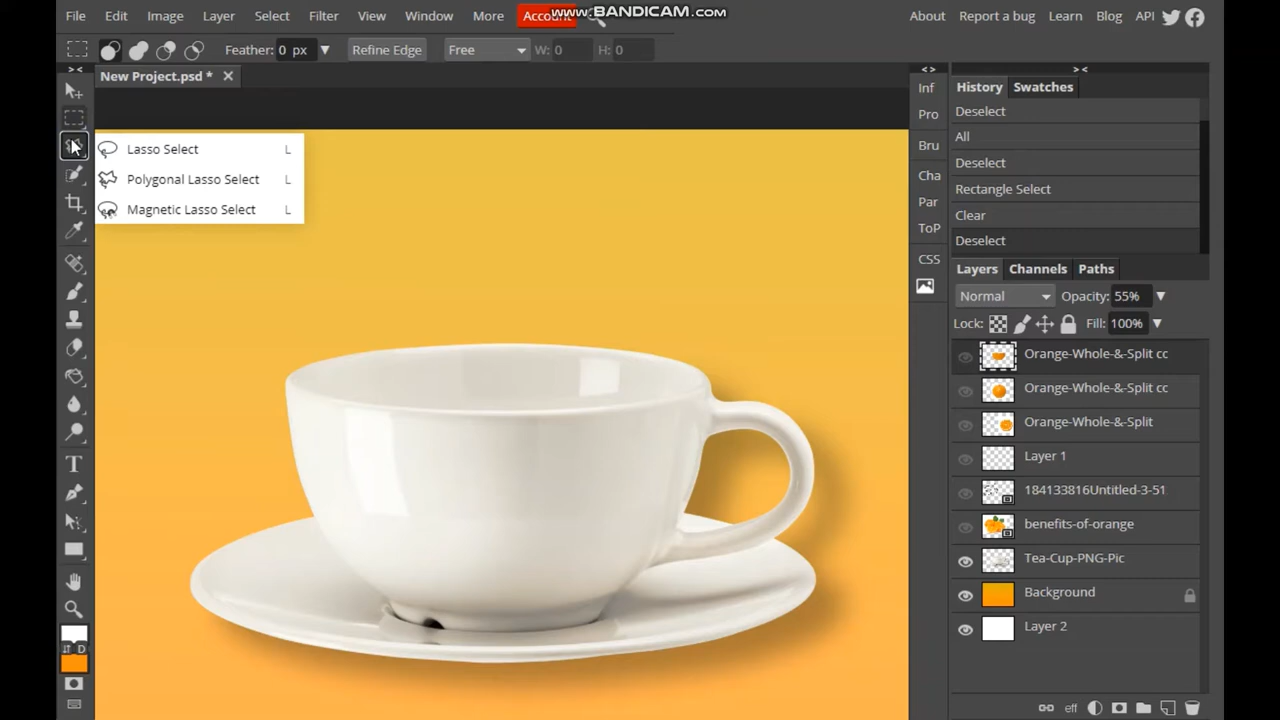 File Edit Image Layer Select Filter View Window More Account www.BANDICAM.com About Report a bug Learn Blog API
Feather: 0 px Refine Edge Free W: 0 H: 0
> < New Project.psd * < > > <
Lasso Select L
Polygonal Lasso Select L
Magnetic Lasso Select L
T
D
Inf
Pro
Bru
Cha
Par
ToP
CSS
History Swatches
Deselect
All
Deselect
Rectangle Select
Clear
Deselect
Layers Channels Paths
Normal Opacity: 55%
Lock: Fill: 100%
Orange-Whole-&-Split cc
Orange-Whole-&-Split cc
Orange-Whole-&-Split
Layer 1
184133816Untitled-3-51
benefits-of-orange
Tea-Cup-PNG-Pic
Background
Layer 2
eff